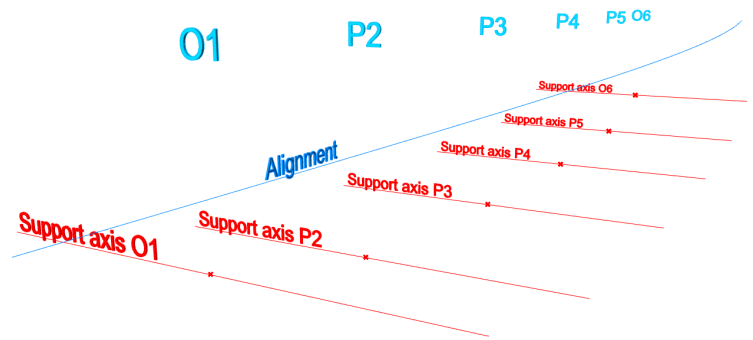 O1
P2
P3
P4
P5
O6
Support axis O6
Support axis P5
Alignment
Support axis P4
Support axis P3
Support axis O1
Support axis P2